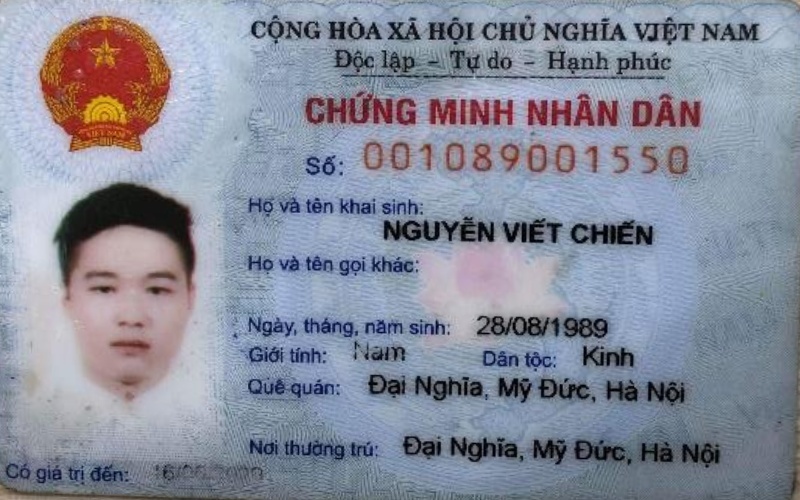 CỘNG HÒA XÃ HỘI CHỦ NGHĨA VIỆT NAM
Độc lập - Tự do - Hạnh phúc
CHỨNG MINH NHÂN DÂN
Số: 001089001550
Họ và tên khai sinh:
NGUYỄN VIẾT CHIẾN
Họ và tên gọi khác:
Ngày, tháng, năm sinh: 28/08/1989
Giới tính: Nam Dân tộc: Kinh
Quê quán: Đại Nghĩa, Mỹ Đức, Hà Nội
Nơi thường trú: Đại Nghĩa, Mỹ Đức, Hà Nội
Có giá trị đến: